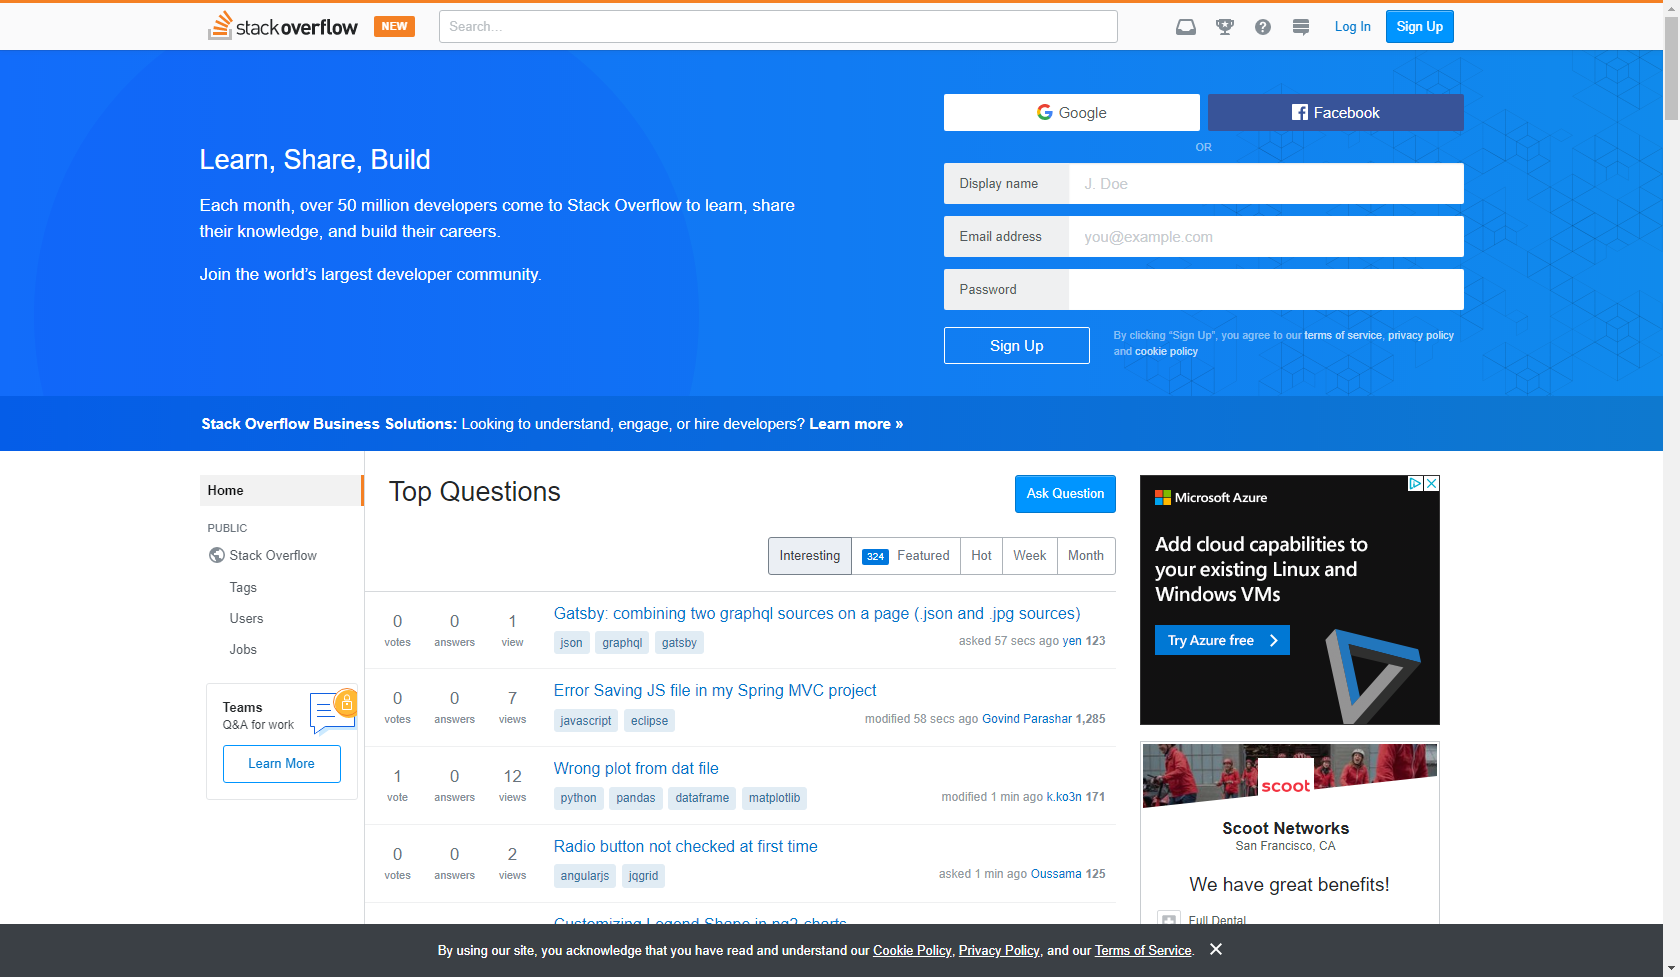 stackoverflow
NEW
Search...
Log In
Sign Up
Learn, Share, Build
Each month, over 50 million developers come to Stack Overflow to learn, share
their knowledge, and build their careers.
Join the world's largest developer community.
Google
Facebook
OR
Display name
J. Doe
Email address
you@example.com
Password
Sign Up
By clicking "Sign Up", you agree to our terms of service, privacy policy
and cookie policy
Stack Overflow Business Solutions: Looking to understand, engage, or hire developers? Learn more »
Home
PUBLIC
Stack Overflow
Tags
Users
Jobs
Teams
Q&A for work
Learn More
Top Questions
Ask Question
Interesting
324 Featured
Hot
Week
Month
0 votes
0 answers
1 view
Gatsby: combining two graphql sources on a page (.json and .jpg sources)
json graphql gatsby
asked 57 secs ago yen 123
0 votes
0 answers
7 views
Error Saving JS file in my Spring MVC project
javascript eclipse
modified 58 secs ago Govind Parashar 1,285
1 vote
0 answers
12 views
Wrong plot from dat file
python pandas dataframe matplotlib
modified 1 min ago k.ko3n 171
0 votes
0 answers
2 views
Radio button not checked at first time
angularjs jqgrid
asked 1 min ago Oussama 125
Customizing Legend Shape in ng2-charts
Microsoft Azure
Add cloud capabilities to
your existing Linux and
Windows VMs
Try Azure free
scoot
Scoot Networks
San Francisco, CA
We have great benefits!
Full Dental
By using our site, you acknowledge that you have read and understand our Cookie Policy, Privacy Policy, and our Terms of Service.